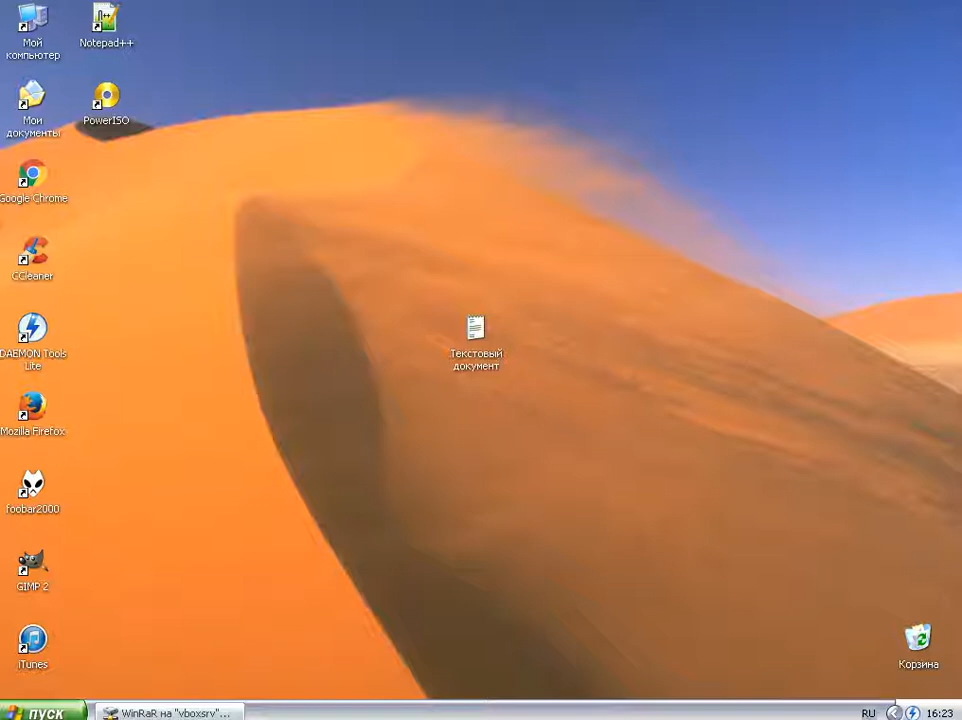 Мой
компьютер
Notepad++
Мои
документы
PowerISO
Google Chrome
CCleaner
DAEMON Tools
Lite
Mozilla Firefox
foobar2000
GIMP 2
iTunes
Текстовый
документ
Корзина
пуск
WinRaR на "vboxsrv"...
RU
16:23